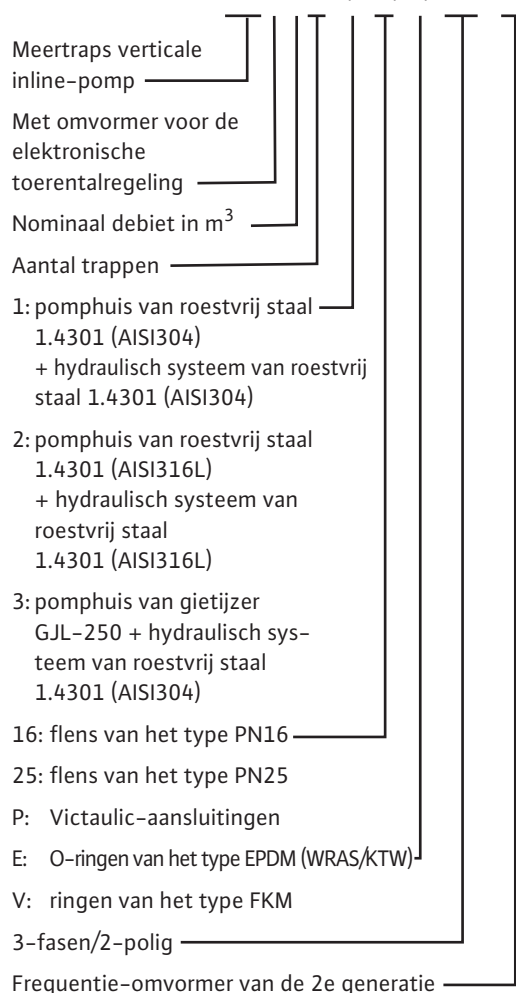 Meertraps verticale
inline-pomp
Met omvormer voor de
elektronische
toerentalregeling
Nominaal debiet in m³
Aantal trappen
1: pomphuis van roestvrij staal
1.4301 (AISI304)
+ hydraulisch systeem van roestvrij
staal 1.4301 (AISI304)
2: pomphuis van roestvrij staal
1.4301 (AISI316L)
+ hydraulisch systeem van
roestvrij staal
1.4301 (AISI316L)
3: pomphuis van gietijzer
GJL-250 + hydraulisch sys-
teem van roestvrij staal
1.4301 (AISI304)
16: flens van het type PN16
25: flens van het type PN25
P: Victaulic-aansluitingen
E: O-ringen van het type EPDM (WRAS/KTW)
V: ringen van het type FKM
3-fasen/2-polig
Frequentie-omvormer van de 2e generatie